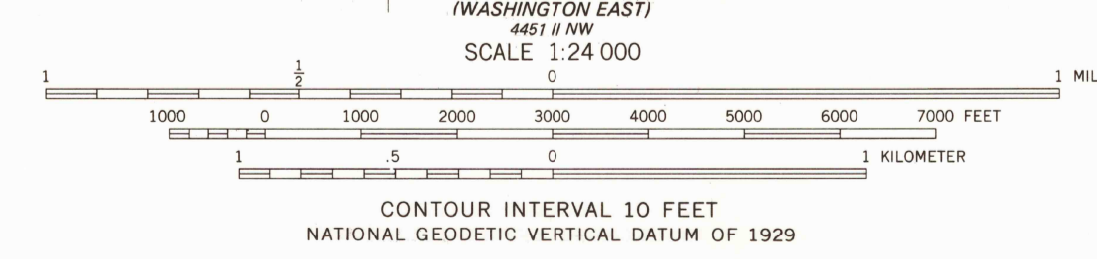 (WASHINGTON EAST)
4451 II NW
SCALE 1:24 000
1 1/2 0 1 MIL
1000 0 1000 2000 3000 4000 5000 6000 7000 FEET
1 .5 0 1 KILOMETER
CONTOUR INTERVAL 10 FEET
NATIONAL GEODETIC VERTICAL DATUM OF 1929